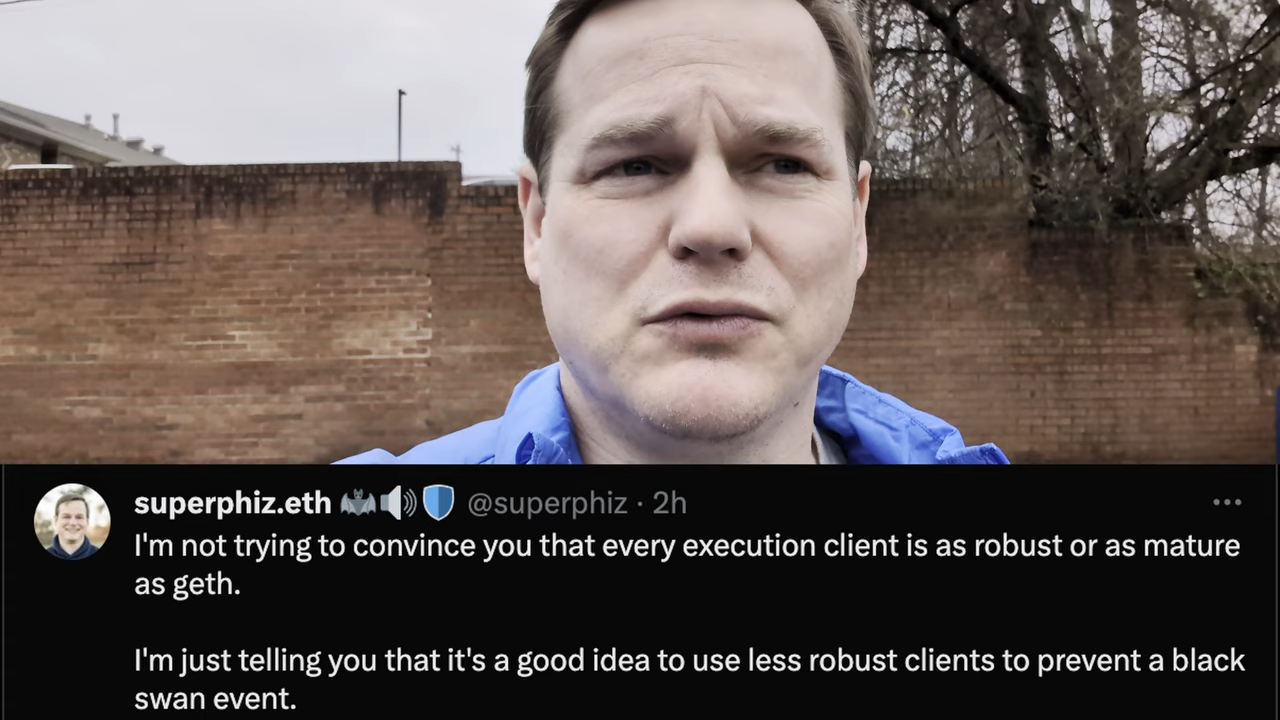 superphiz.eth 🦇🔊🛡️ @superphiz · 2h
I'm not trying to convince you that every execution client is as robust or as mature
as geth.
I'm just telling you that it's a good idea to use less robust clients to prevent a black
swan event.